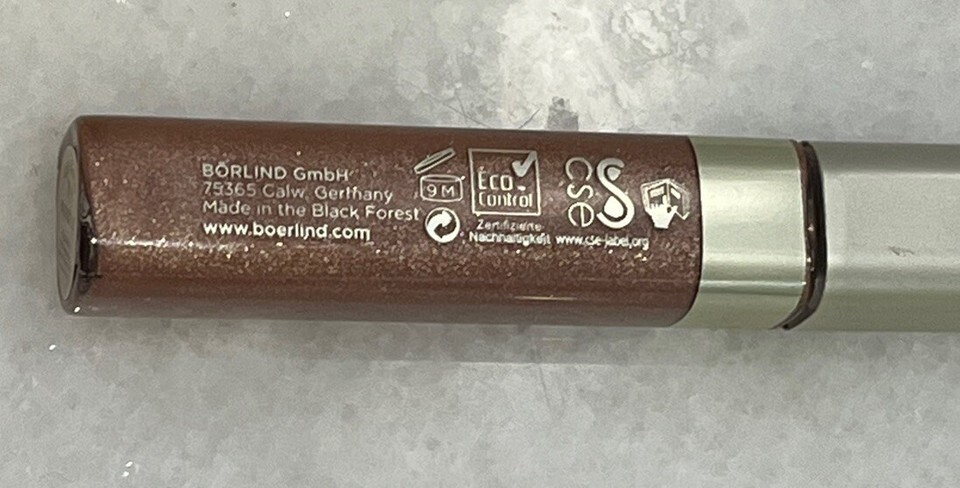 BÖRLIND GmbH
75365 Calw, Germany
Made in the Black Forest
www.boerlind.com
9 M
Eco
Control
Zertifizierte
Nachhaltigkeit
cse
www.cse-label.org